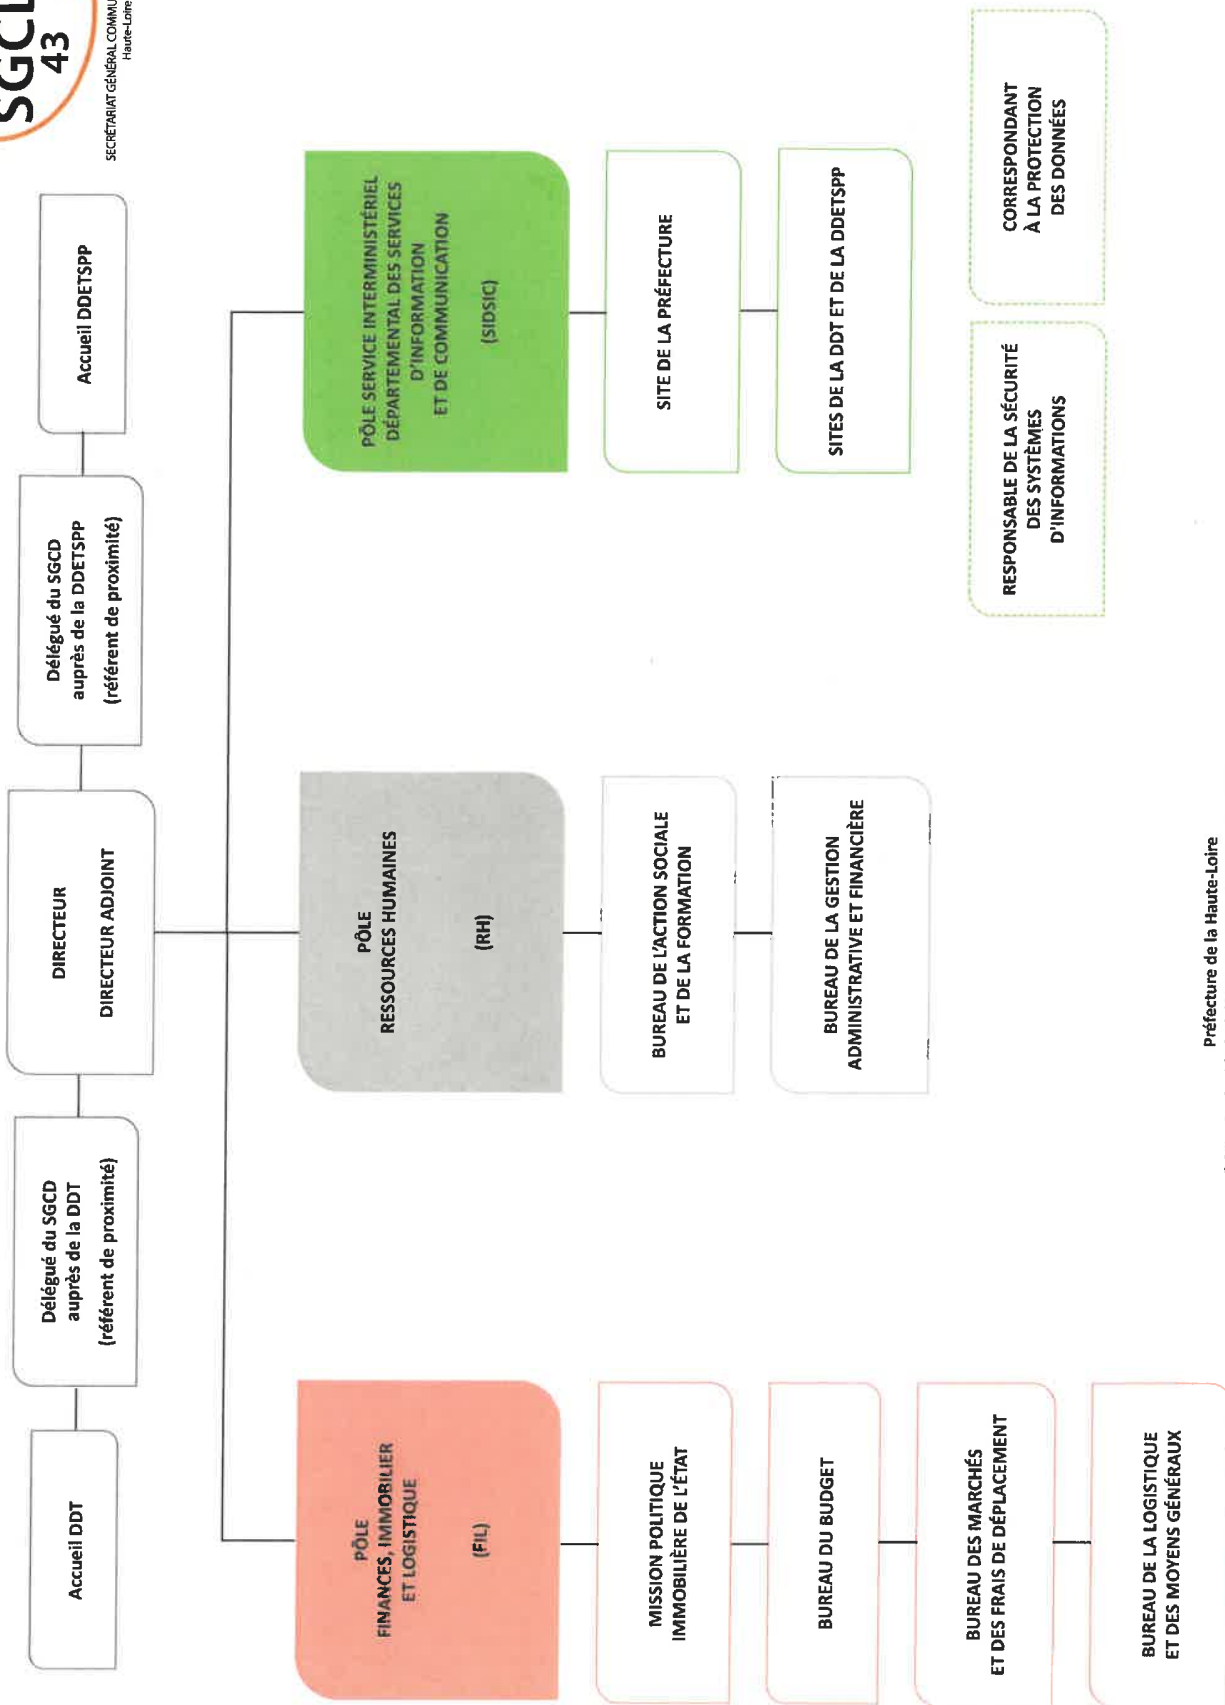 SGCD
43
SECRÉTARIAT GÉNÉRAL COMMU
Haute-Loire
Accueil DDT
Délégué du SGCD
auprès de la DDT
(référent de proximité)
DIRECTEUR
DIRECTEUR ADJOINT
Délégué du SGCD
auprès de la DDETSPP
(référent de proximité)
Accueil DDETSPP
PÔLE
FINANCES, IMMOBILIER
ET LOGISTIQUE
(FIL)
MISSION POLITIQUE
IMMOBILIÈRE DE L'ÉTAT
BUREAU DU BUDGET
BUREAU DES MARCHÉS
ET DES FRAIS DE DÉPLACEMENT
BUREAU DE LA LOGISTIQUE
ET DES MOYENS GÉNÉRAUX
PÔLE
RESSOURCES HUMAINES
(RH)
BUREAU DE L'ACTION SOCIALE
ET DE LA FORMATION
BUREAU DE LA GESTION
ADMINISTRATIVE ET FINANCIÈRE
PÔLE SERVICE INTERMINISTÉRIEL
DÉPARTEMENTAL DES SERVICES
D'INFORMATION
ET DE COMMUNICATION
(SIDSIC)
SITE DE LA PRÉFECTURE
SITES DE LA DDT ET DE LA DDETSPP
RESPONSABLE DE LA SÉCURITÉ
DES SYSTÈMES
D'INFORMATIONS
CORRESPONDANT
À LA PROTECTION
DES DONNÉES
Préfecture de la Haute-Loire